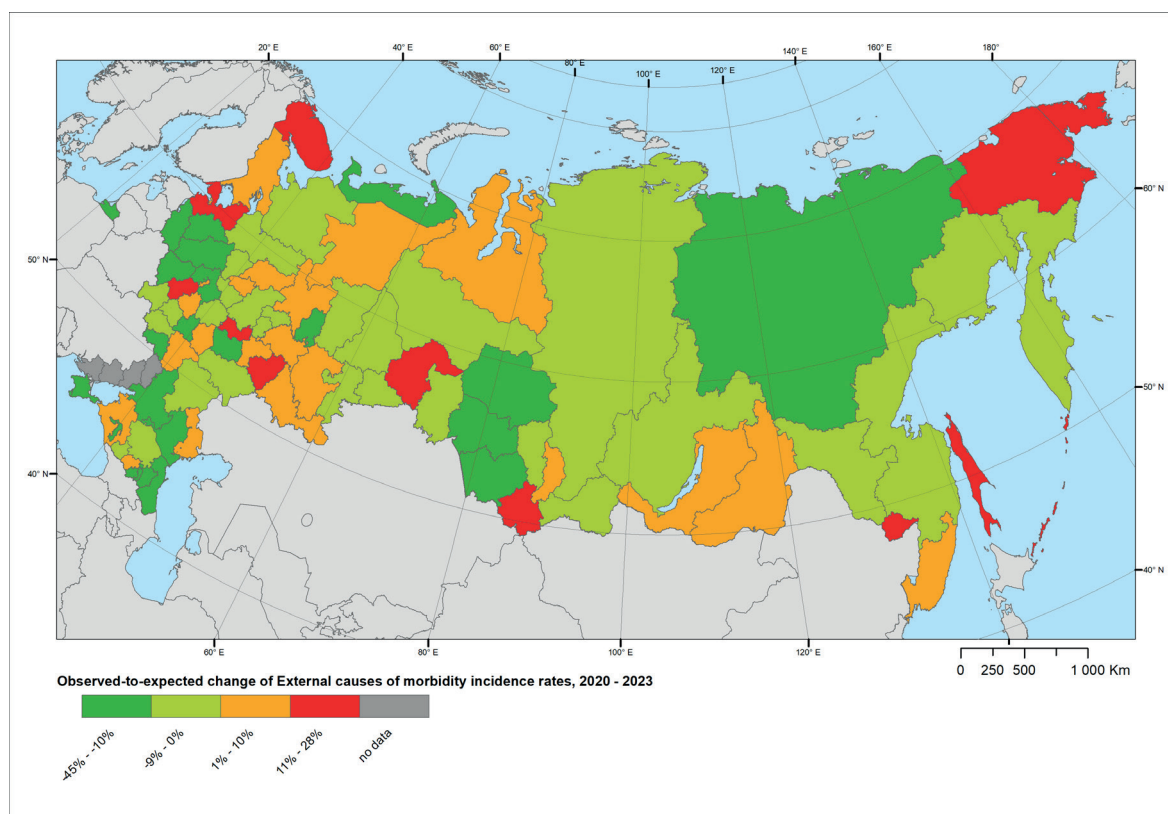 20° E 40° E 60° E 80° E 100° E 120° E 140° E 160° E 180°
60° N
50° N
50° N
40° N
40° N
60° E 80° E 100° E 120° E
0 250 500 1 000 Km
Observed-to-expected change of External causes of morbidity incidence rates, 2020 - 2023
-45% - -10%
-9% - 0%
1% - 10%
11% - 28%
no data